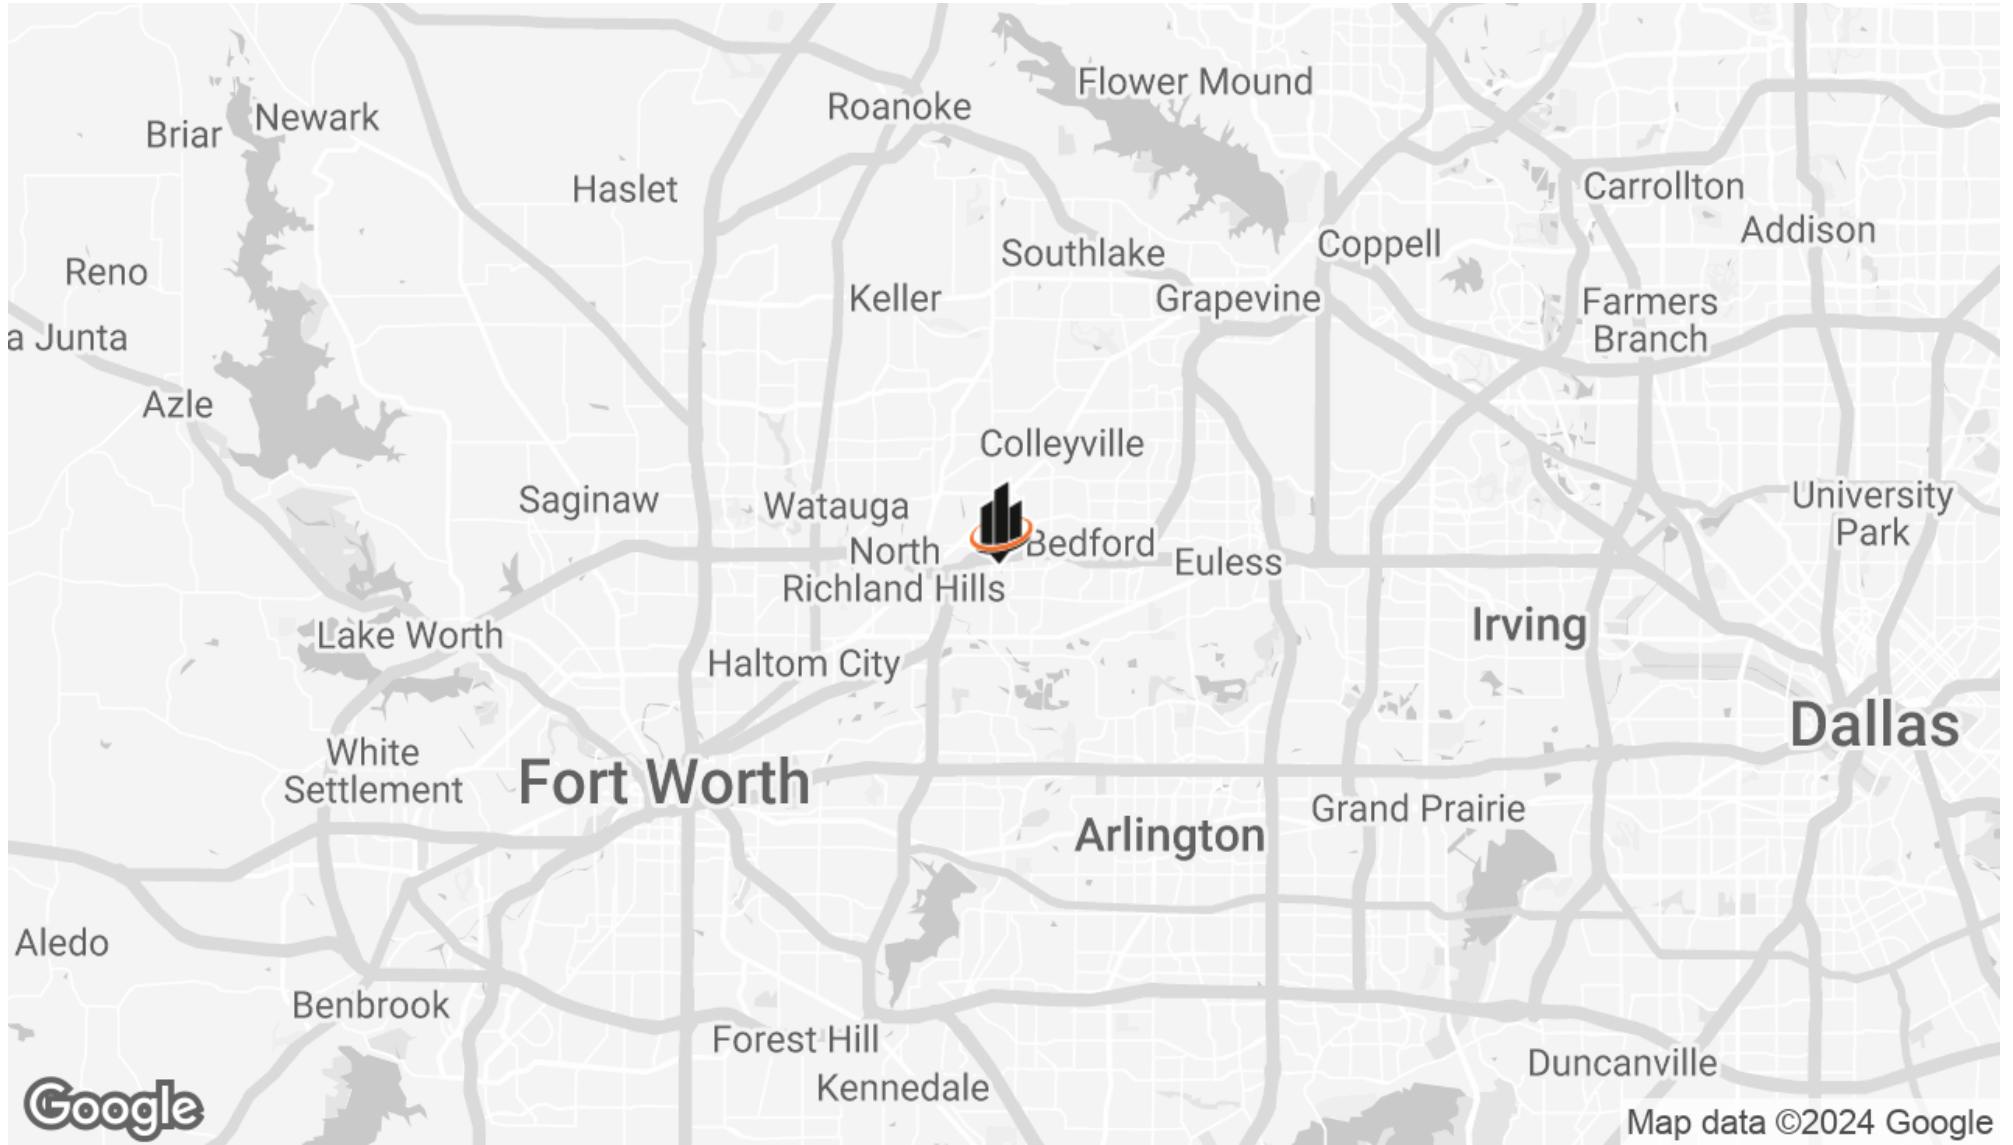 Flower Mound
Roanoke
Newark
Briar
Haslet
Carrollton
Addison
Coppell
Southlake
Reno
Keller
Grapevine
Farmers
Branch
a Junta
Azle
Colleyville
Saginaw
Watauga
University
Park
North
Richland Hills
Bedford
Euless
Irving
Lake Worth
Haltom City
Dallas
White
Settlement
Fort Worth
Grand Prairie
Arlington
Aledo
Benbrook
Forest Hill
Duncanville
Kennedale
Google
Map data ©2024 Google